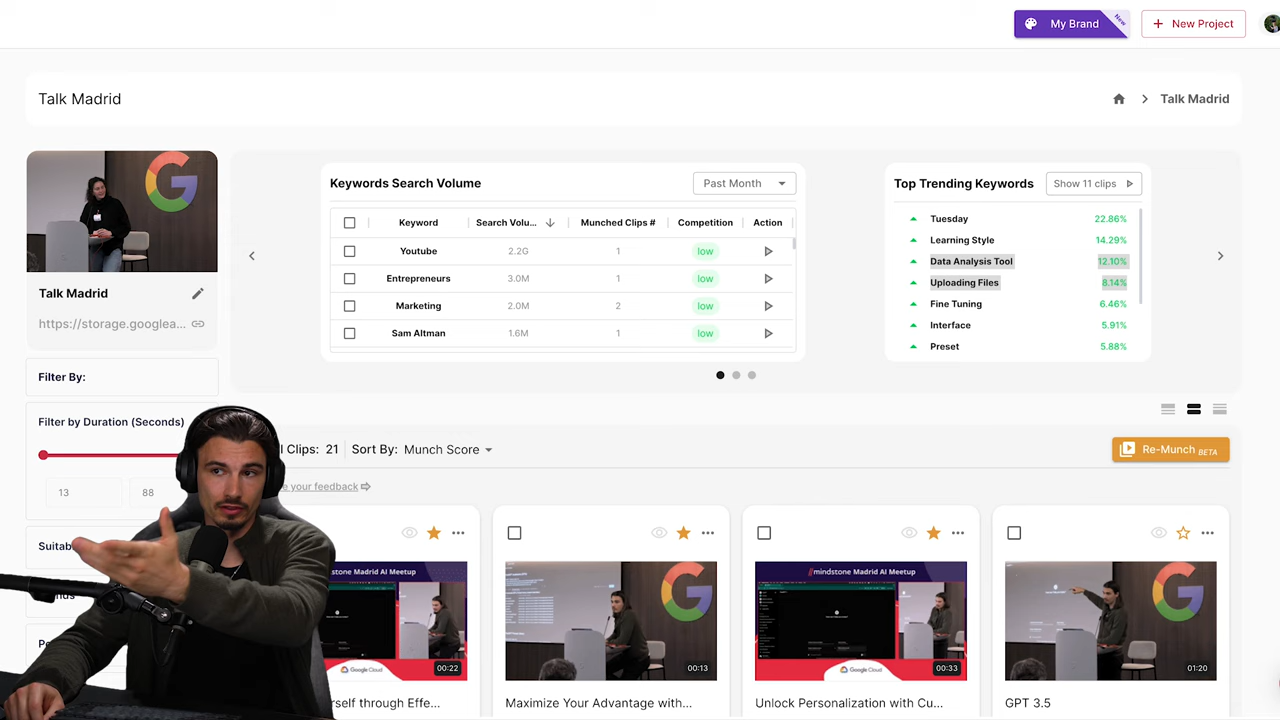 My Brand
New
+ New Project
Talk Madrid
Talk Madrid
Talk Madrid
https://storage.googlea...
Filter By:
Filter by Duration (Seconds)
13
88
Keywords Search Volume
Past Month
Keyword Search Volu... Munched Clips # Competition Action
Youtube 2.2G 1 low
Entrepreneurs 3.0M 1 low
Marketing 2.0M 2 low
Sam Altman 1.6M 1 low
Top Trending Keywords
Show 11 clips
Tuesday 22.86%
Learning Style 14.29%
Data Analysis Tool 12.10%
Uploading Files 8.14%
Fine Tuning 6.46%
Interface 5.91%
Preset 5.88%
Clips: 21 Sort By: Munch Score
Re-Munch BETA
your feedback
mindstone Madrid AI Meetup
Google Cloud
00:22
00:13
mindstone Madrid AI Meetup
Google Cloud
00:33
01:20
through Effe...
Maximize Your Advantage with...
Unlock Personalization with Cu...
GPT 3.5